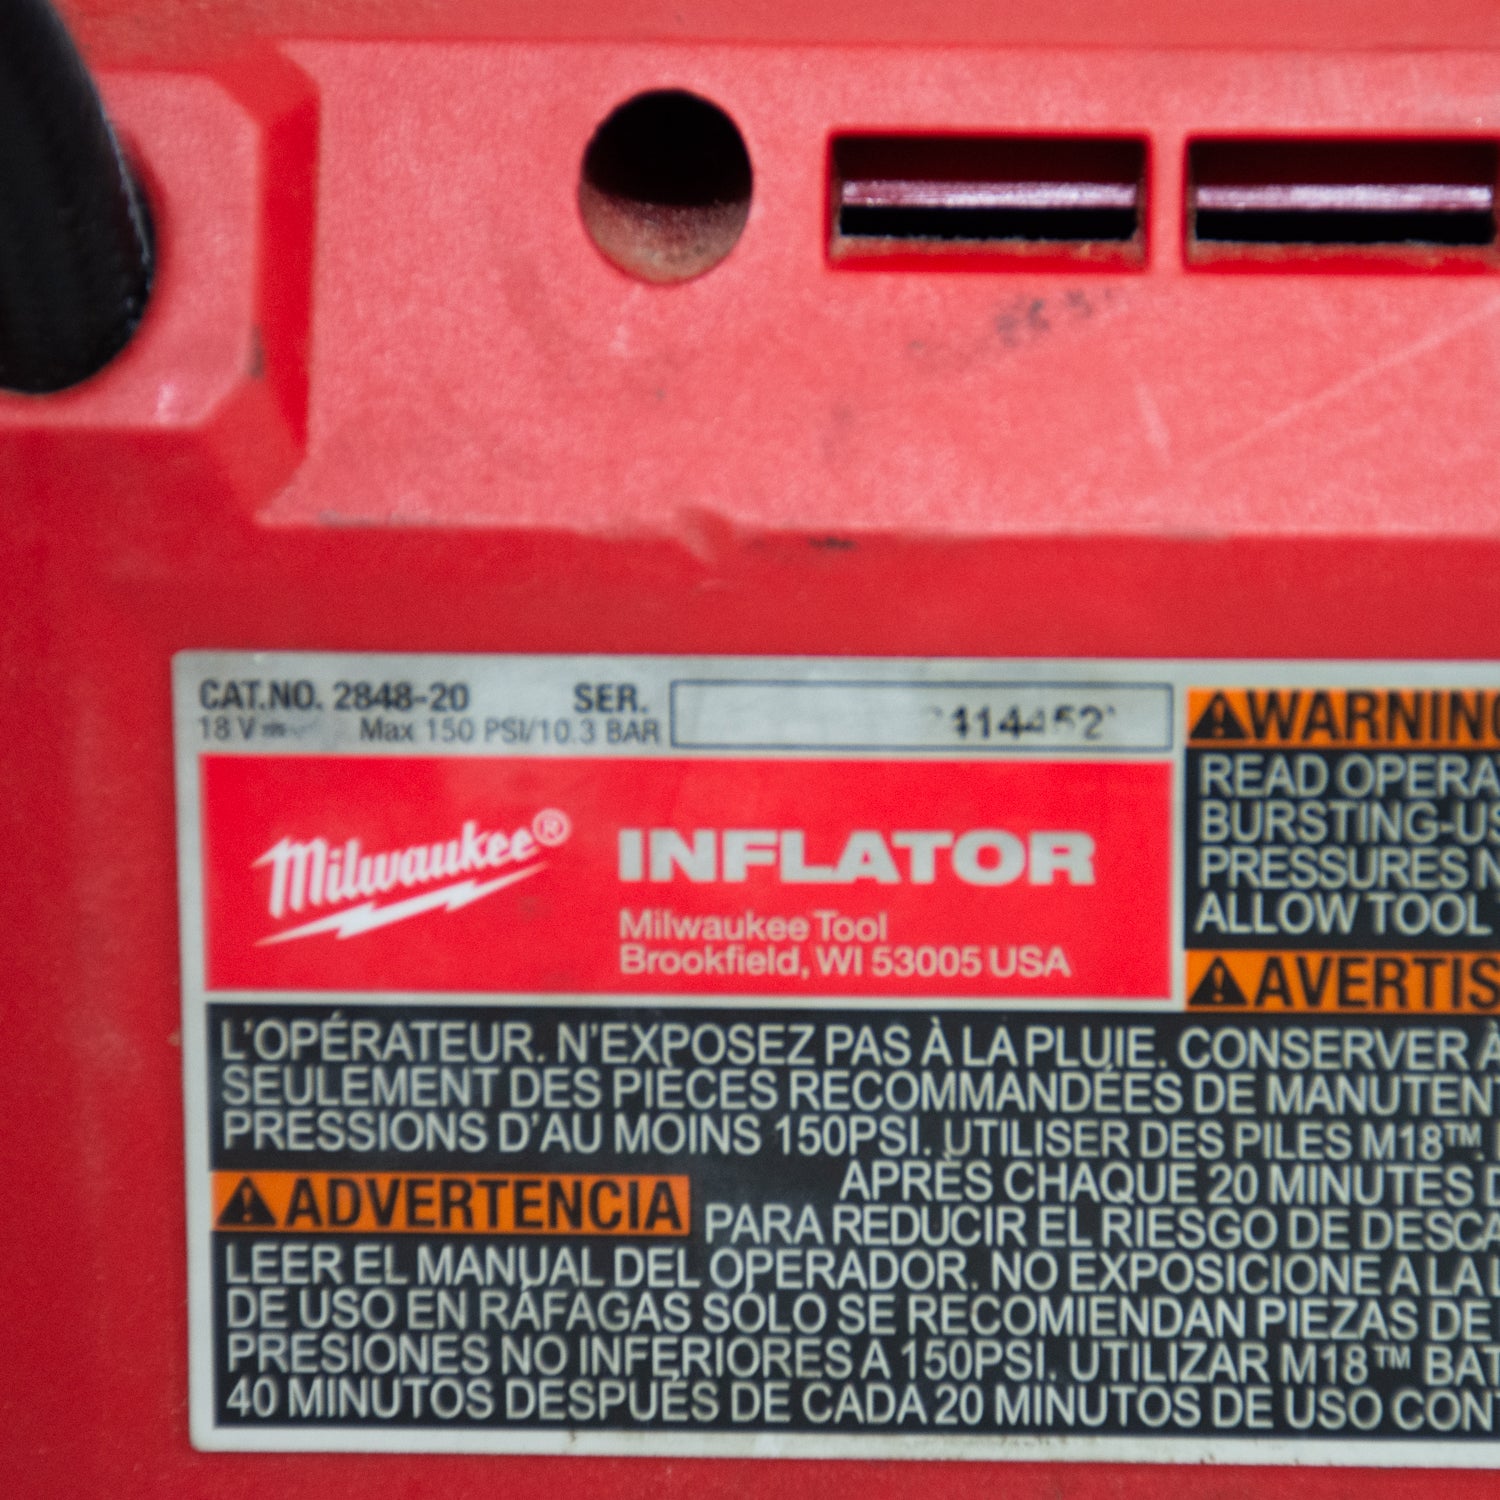 CAT.NO. 2848-20 SER.
18 V Max 150 PSI/10.3 BAR
Milwaukee® INFLATOR
Milwaukee Tool
Brookfield, WI 53005 USA
WARNING
READ OPERA
BURSTING-US
PRESSURES N
ALLOW TOOL
AVERTIS
L'OPÉRATEUR. N'EXPOSEZ PAS À LA PLUIE. CONSERVER À
SEULEMENT DES PIÈCES RECOMMANDÉES DE MANUTENT
PRESSIONS D'AU MOINS 150PSI. UTILISER DES PILES M18™
APRÈS CHAQUE 20 MINUTES D
ADVERTENCIA PARA REDUCIR EL RIESGO DE DESCA
LEER EL MANUAL DEL OPERADOR. NO EXPOSICIONE A LA L
DE USO EN RÁFAGAS SOLO SE RECOMIENDAN PIEZAS DE
PRESIONES NO INFERIORES A 150PSI. UTILIZAR M18™ BAT
40 MINUTOS DESPUÉS DE CADA 20 MINUTOS DE USO CONT